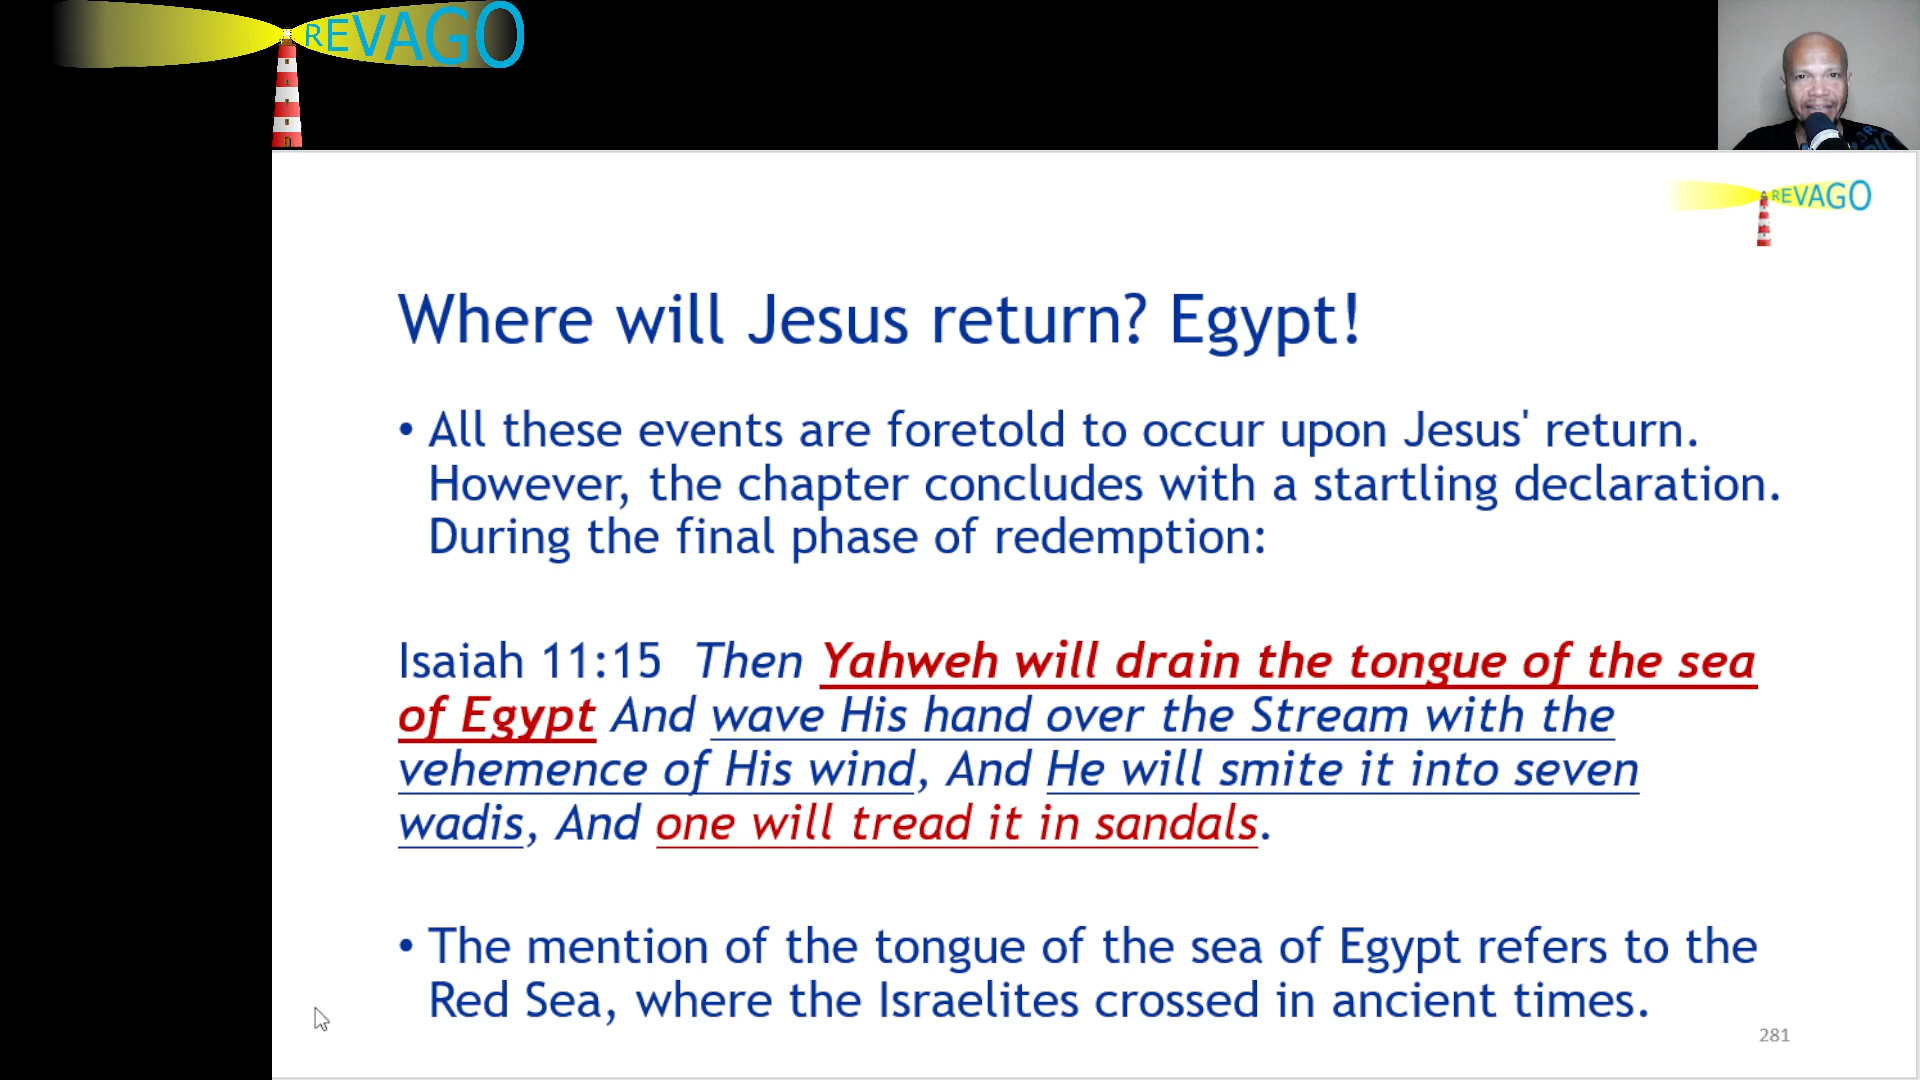 REVAGO
REVAGO
Where will Jesus return? Egypt!
• All these events are foretold to occur upon Jesus' return.
However, the chapter concludes with a startling declaration.
During the final phase of redemption:
Isaiah 11:15 Then Yahweh will drain the tongue of the sea
of Egypt And wave His hand over the Stream with the
vehemence of His wind, And He will smite it into seven
wadis, And one will tread it in sandals.
• The mention of the tongue of the sea of Egypt refers to the
Red Sea, where the Israelites crossed in ancient times.
281